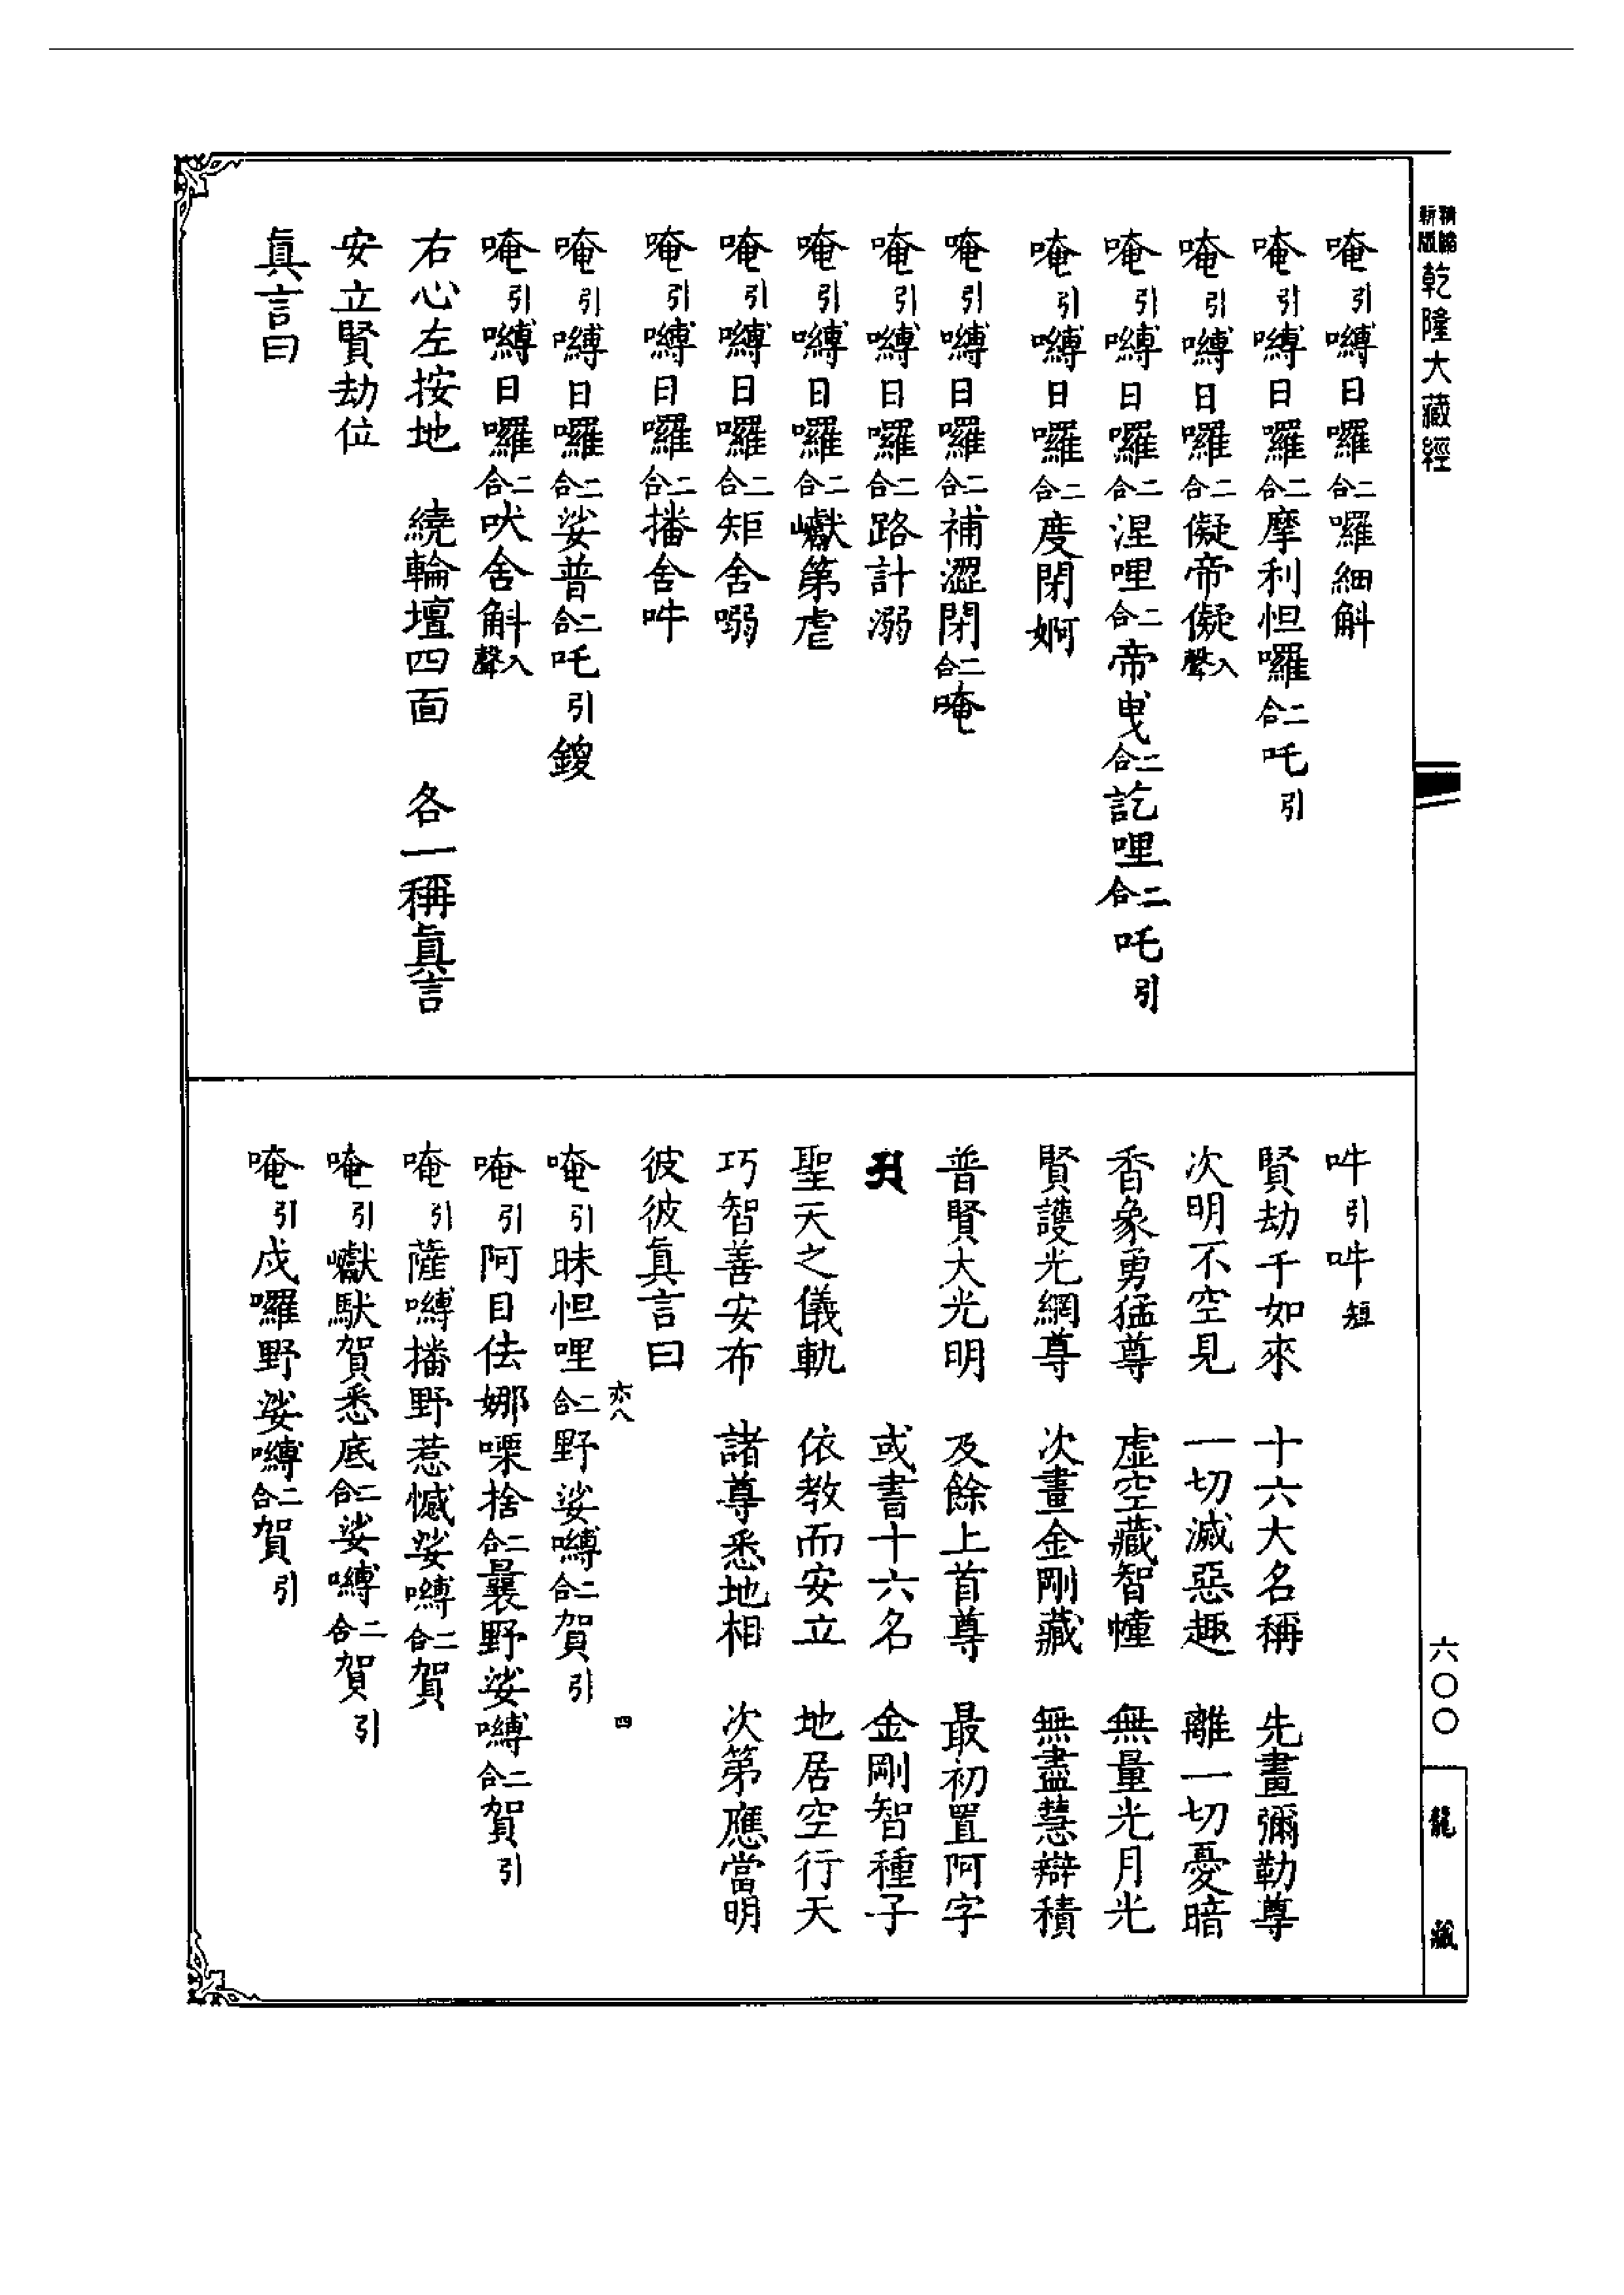 精縮新版乾隆大藏經
唵引嚩日囉二合囉細斛
唵引嚩日囉二合摩利怛囉二合吒引
唵引嚩日囉二合儗帝儗入聲
唵引嚩日囉二合涅哩二合帝曳二合訖哩二合吒引
唵引嚩日囉二合度閉婀
唵引嚩日囉二合補澀閉二合唵
唵引嚩日囉二合路計溺
唵引嚩日囉二合巘第虐
唵引嚩日囉二合矩舍嗍
唵引嚩日囉二合播舍吽
唵引嚩日囉二合娑普二合吒引鍐
唵引嚩日囉二合吠舍斛入聲
右心左按地　繞輪壇四面　各一稱真言
安立賢劫位
真言曰
吽引吽短
賢劫千如來　十六大名稱　先畫彌勒尊
次明不空見　一切滅惡趣　離一切憂暗
香象勇猛尊　虛空藏智幢　無量光月光
賢護光網尊　次畫金剛藏　無盡慧辯積
普賢大光明　及餘上首尊　最初置阿字
𑖀　或書十六名　金剛智種子
聖天之儀軌　依教而安立　地居空行天
巧智善安布　諸尊悉地相　次第應當明
彼彼真言曰
亦八　四
唵引昧怛哩二合野娑嚩二合賀引
唵引阿目佉娜㗚捨二合曩野娑嚩二合賀引
唵引薩嚩播野惹憾娑嚩二合賀
唵引巘馱賀悉底二合娑嚩二合賀引
唵引戍囉野娑嚩二合賀引
六〇〇
龍藏